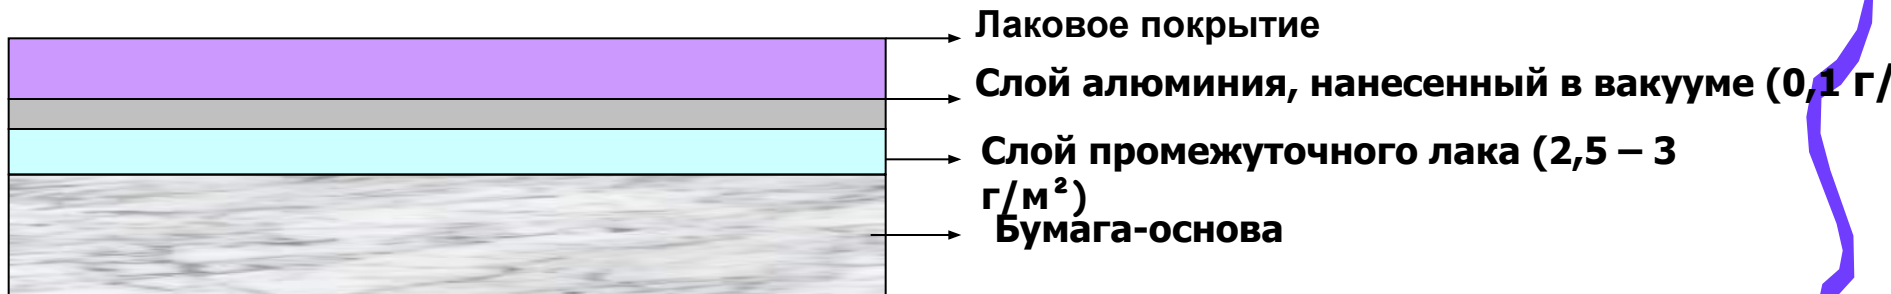 Лаковое покрытие
Слой алюминия, нанесенный в вакууме (0,1 г/
Слой промежуточного лака (2,5 – 3
г/м²)
Бумага-основа